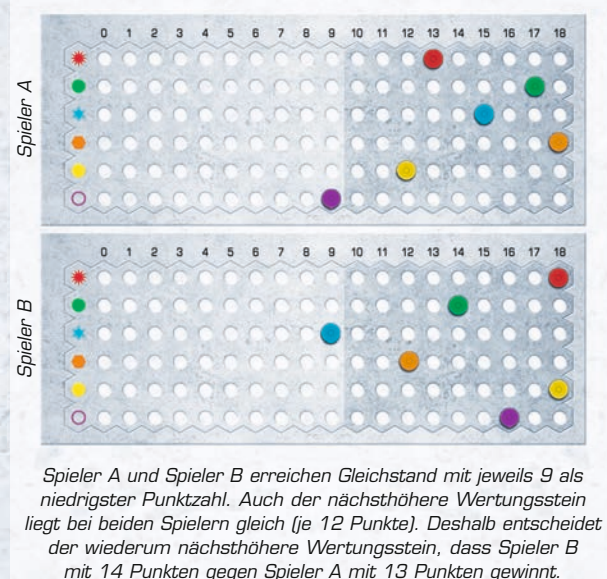 0 1 2 3 4 5 6 7 8 9 10 11 12 13 14 15 16 17 18
Spieler A
0 1 2 3 4 5 6 7 8 9 10 11 12 13 14 15 16 17 18
Spieler B
Spieler A und Spieler B erreichen Gleichstand mit jeweils 9 als
niedrigster Punktzahl. Auch der nächsthöhere Wertungsstein
liegt bei beiden Spielern gleich (je 12 Punkte). Deshalb entscheidet
der wiederum nächsthöhere Wertungsstein, dass Spieler B
mit 14 Punkten gegen Spieler A mit 13 Punkten gewinnt.